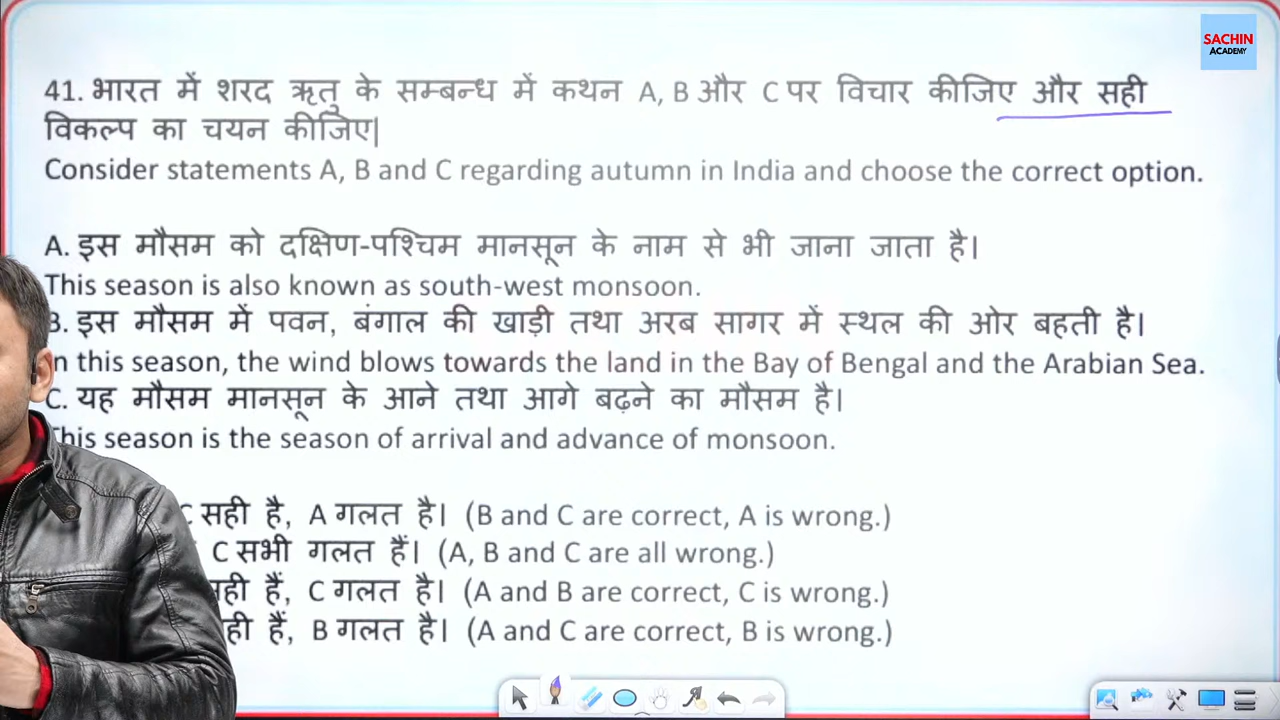 SACHIN
ACADEMY
41. भारत में शरद ऋतु के सम्बन्ध में कथन A, B और C पर विचार कीजिए और सही
विकल्प का चयन कीजिए|
Consider statements A, B and C regarding autumn in India and choose the correct option.
A. इस मौसम को दक्षिण-पश्चिम मानसून के नाम से भी जाना जाता है।
This season is also known as south-west monsoon.
B. इस मौसम में पवन, बंगाल की खाड़ी तथा अरब सागर में स्थल की ओर बहती है।
n this season, the wind blows towards the land in the Bay of Bengal and the Arabian Sea.
C. यह मौसम मानसून के आने तथा आगे बढ़ने का मौसम है।
This season is the season of arrival and advance of monsoon.
C सही है, A गलत है। (B and C are correct, A is wrong.)
C सभी गलत हैं। (A, B and C are all wrong.)
हैं, C गलत है। (A and B are correct, C is wrong.)
हैं, B गलत है। (A and C are correct, B is wrong.)